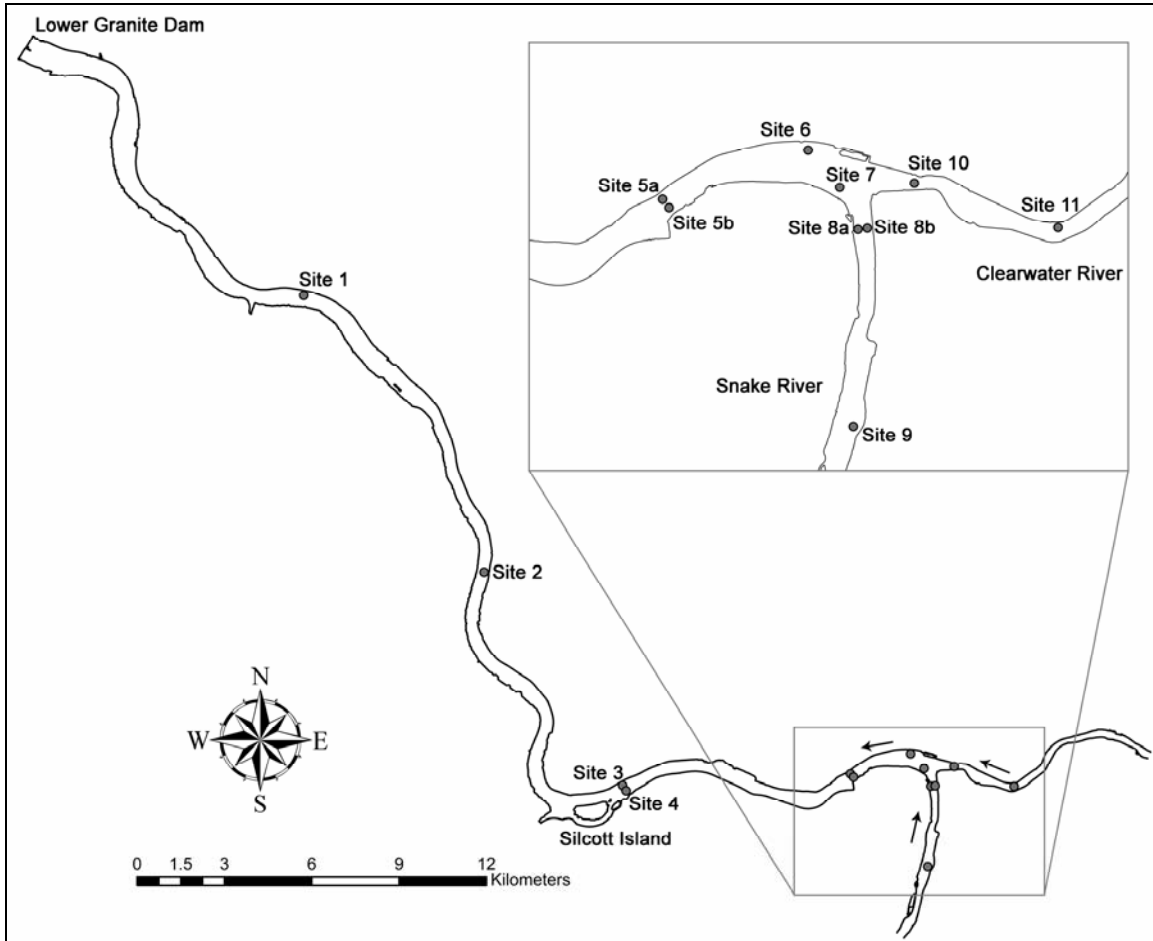 Lower Granite Dam
Site 6
Site 10
Site 7
Site 5a
Site 11
Site 5b
Site 8a
Site 8b
Clearwater River
Site 1
Snake River
Site 9
Site 2
N
W
E
S
Site 3
Site 4
Silcott Island
0 1.5 3 6 9 12
Kilometers